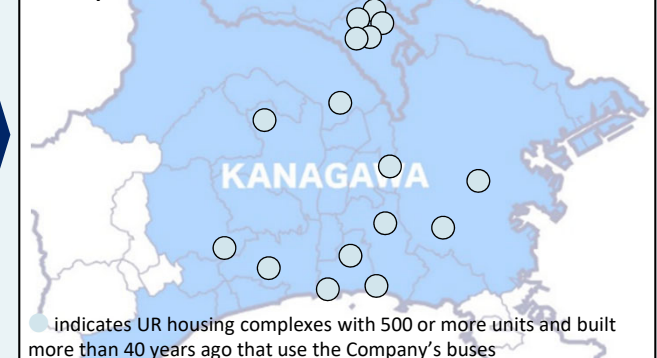 KANAGAWA
indicates UR housing complexes with 500 or more units and built
more than 40 years ago that use the Company's buses